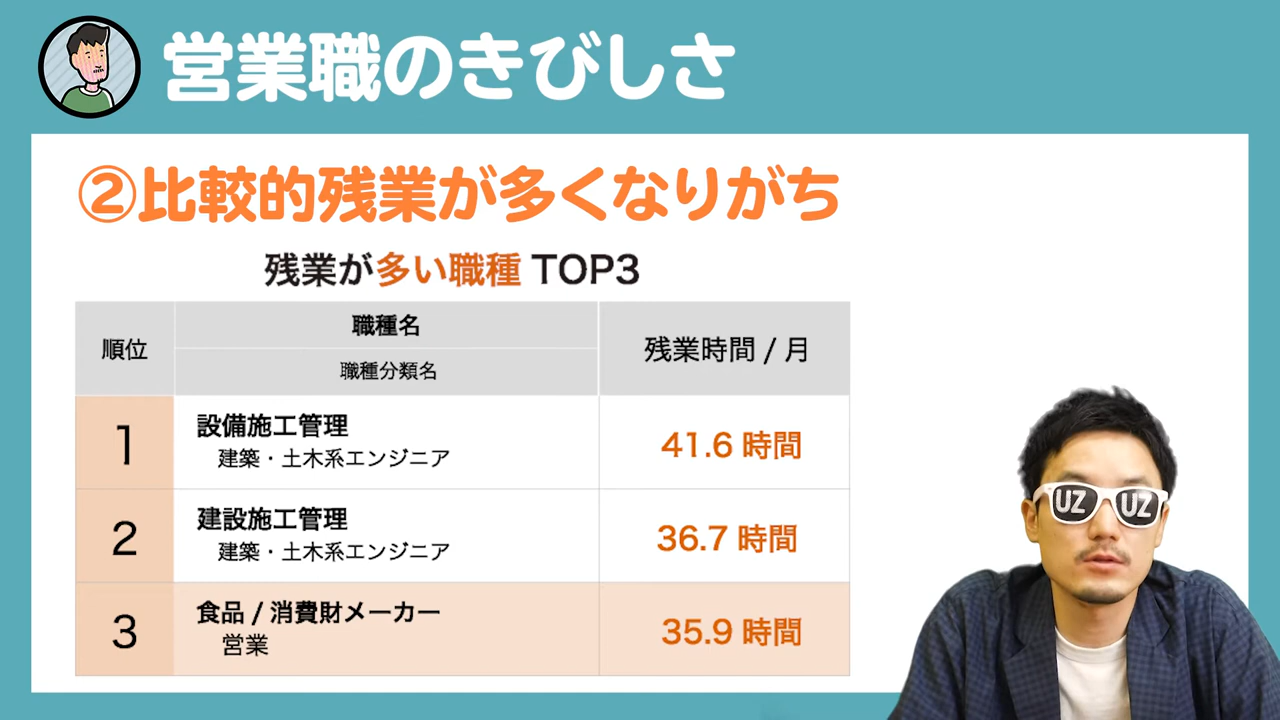 営業職のきびしさ
②比較的残業が多くなりがち
残業が多い職種 TOP3
順位
職種名
職種分類名
残業時間 / 月
1
設備施工管理
建築・土木系エンジニア
41.6 時間
2
建設施工管理
建築・土木系エンジニア
36.7 時間
3
食品 / 消費財メーカー
営業
35.9 時間
UZ UZ